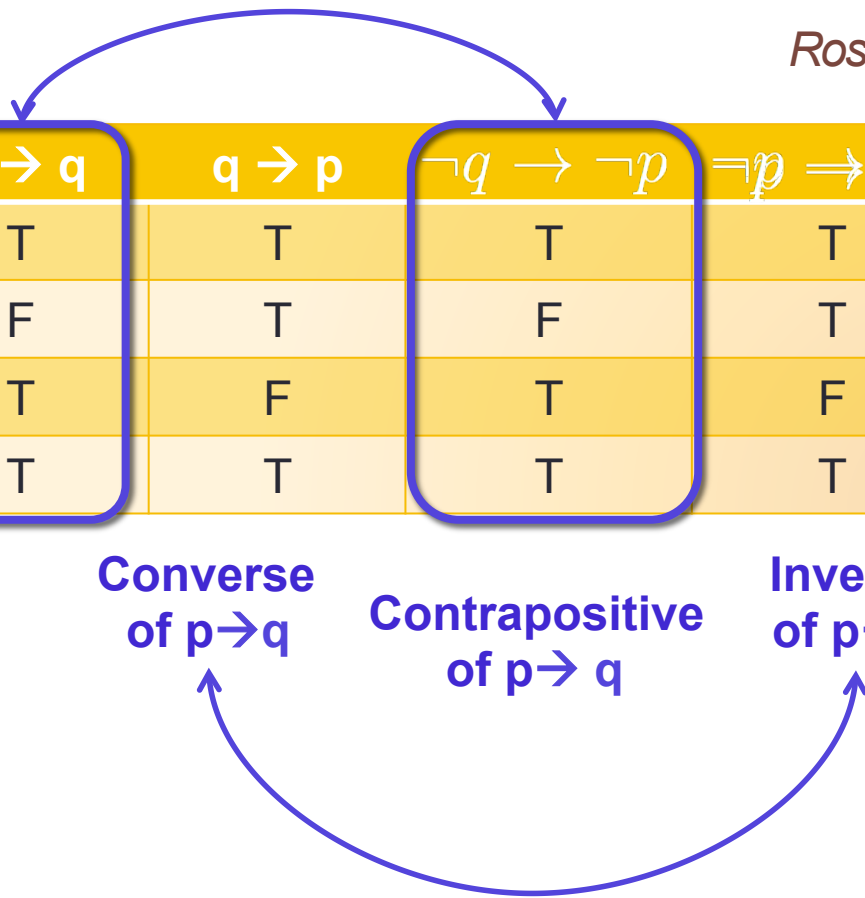 Ros
→ q q → p ¬q → ¬p
T T T T
F T F T
T F T F
T T T T
Converse
of p→q
Contrapositive
of p→ q
Inve
of p